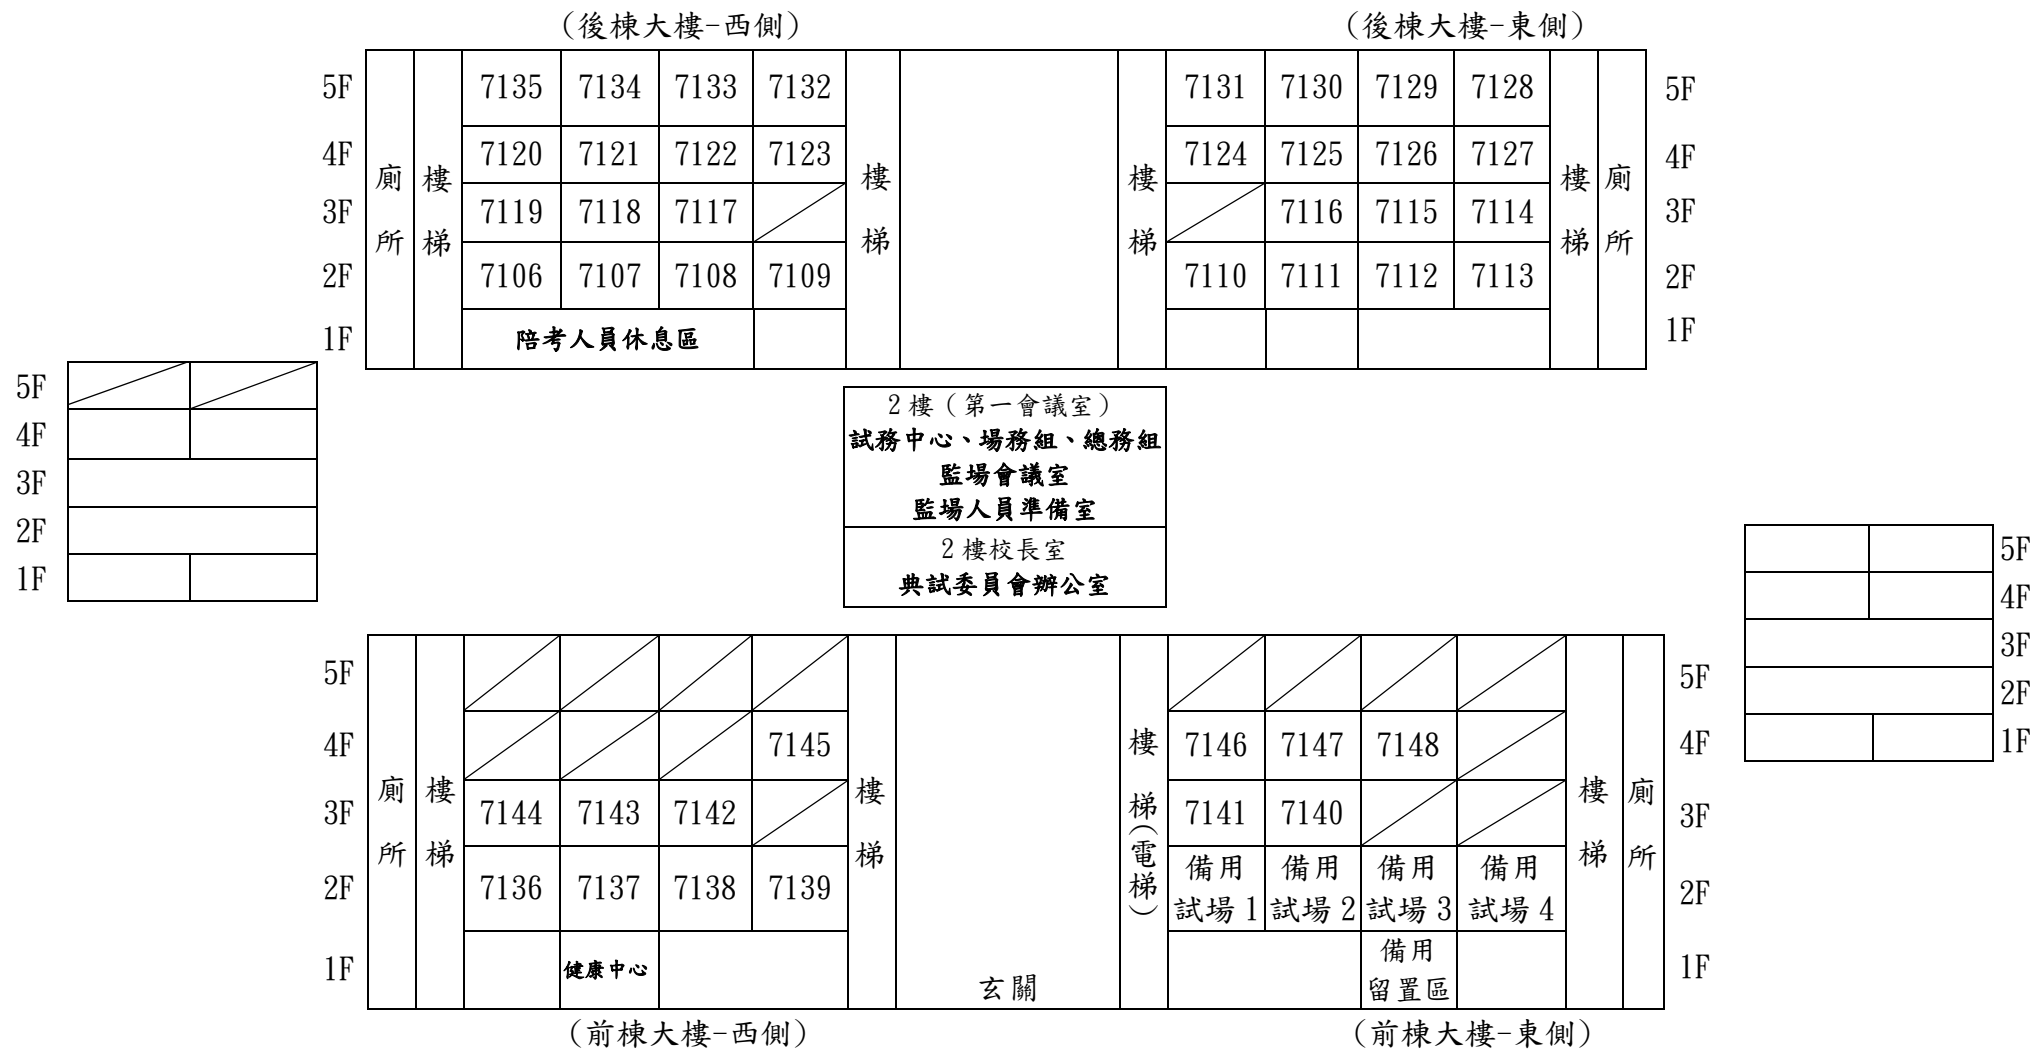 (後棟大樓-西側) (後棟大樓-東側)
5F 7135 7134 7133 7132 7131 7130 7129 7128 5F
4F 7120 7121 7122 7123 7124 7125 7126 7127 4F
廁所 樓梯 樓梯 樓梯 樓梯 廁所
3F 7119 7118 7117 7116 7115 7114 3F
2F 7106 7107 7108 7109 7110 7111 7112 7113 2F
1F 陪考人員休息區 1F
5F
4F
3F
2F
1F
2樓(第一會議室)
試務中心、場務組、總務組
監場會議室
監場人員準備室
2樓校長室
典試委員會辦公室
5F
4F
3F
2F
1F
5F 5F
4F 7145 7146 7147 7148 4F
廁所 樓梯 樓梯 樓梯(電梯) 樓梯 廁所
3F 7144 7143 7142 7141 7140 3F
2F 7136 7137 7138 7139 備用試場1 備用試場2 備用試場3 備用試場4 2F
1F 健康中心 玄關 備用留置區 1F
(前棟大樓-西側) (前棟大樓-東側)